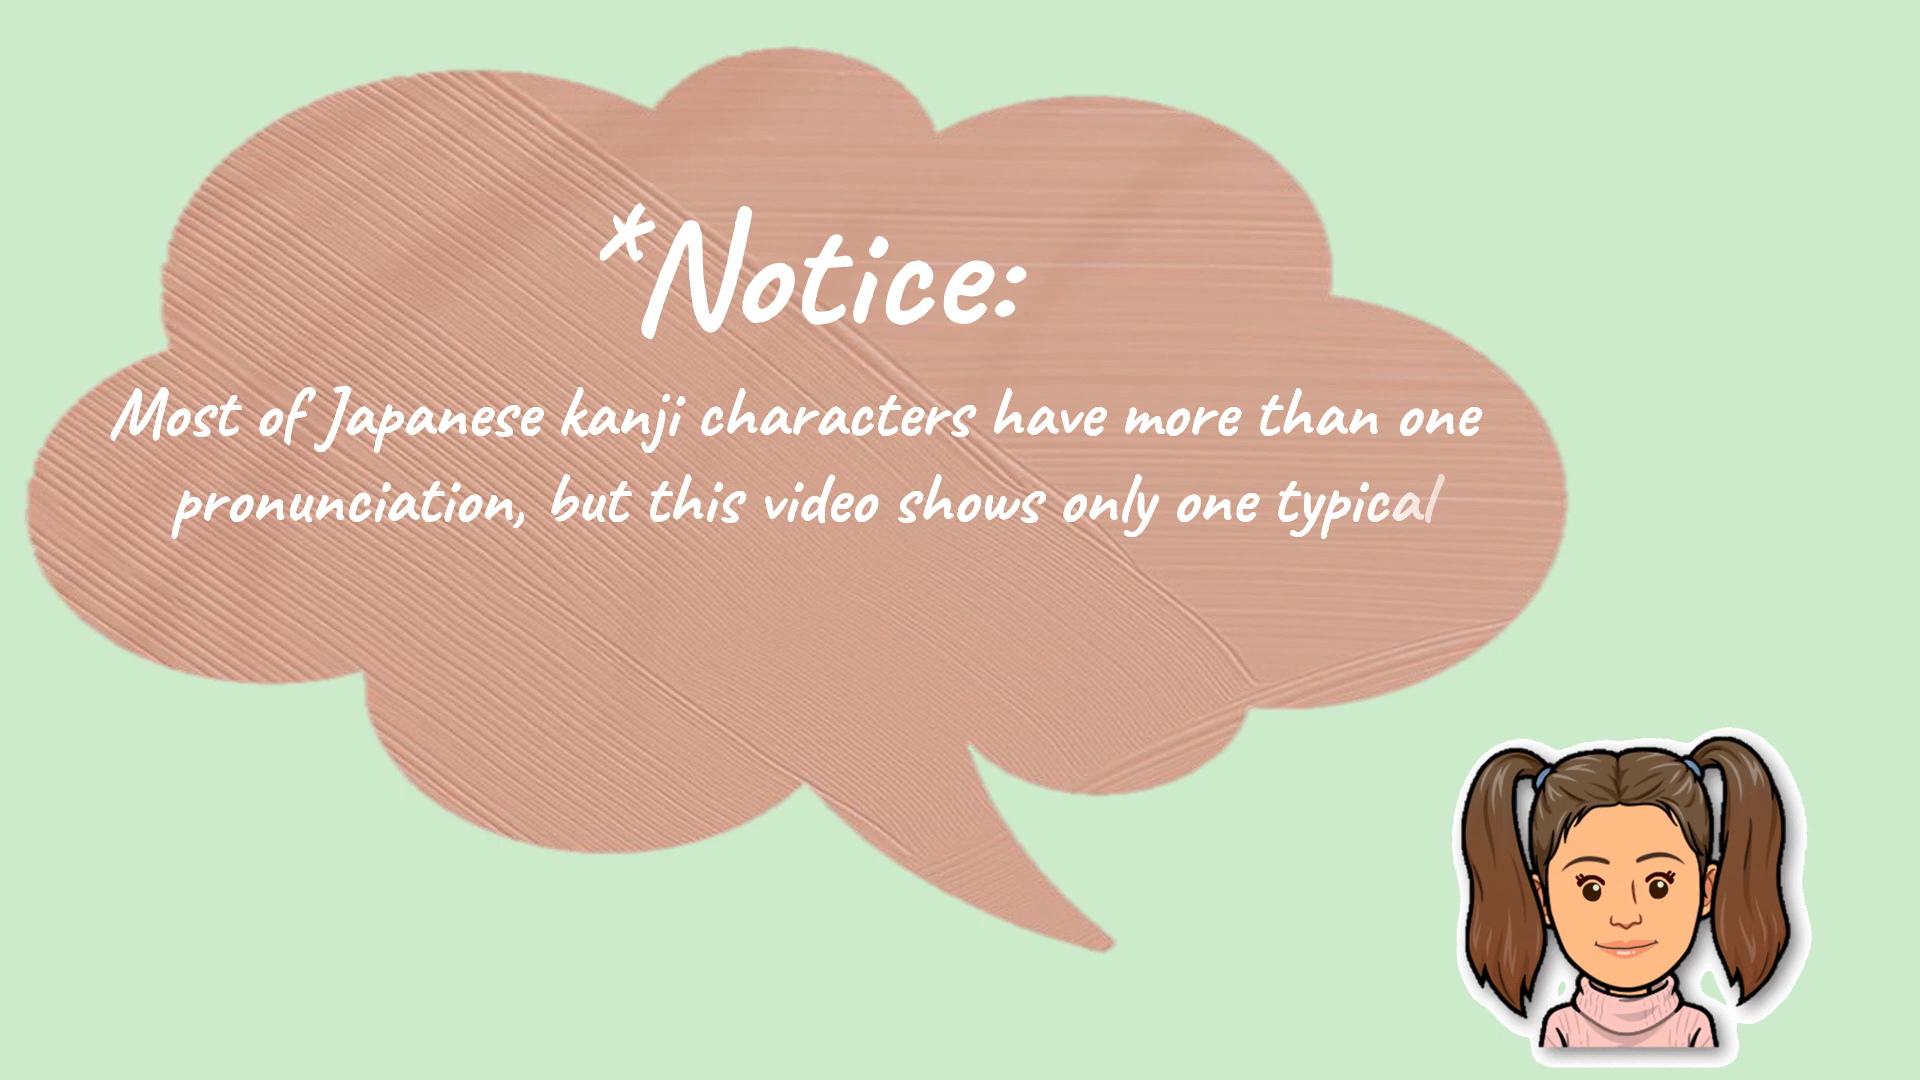 *Notice:
Most of Japanese kanji characters have more than one
pronunciation, but this video shows only one typical